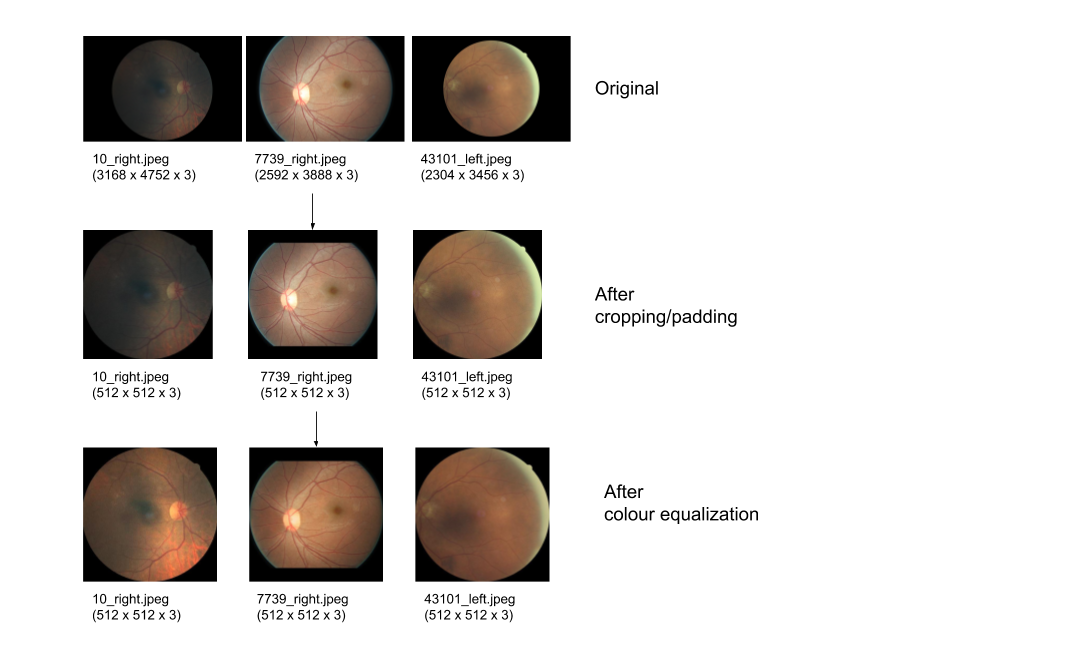 Original
10_right.jpeg
(3168 x 4752 x 3)
7739_right.jpeg
(2592 x 3888 x 3)
43101_left.jpeg
(2304 x 3456 x 3)
After
cropping/padding
10_right.jpeg
(512 x 512 x 3)
7739_right.jpeg
(512 x 512 x 3)
43101_left.jpeg
(512 x 512 x 3)
After
colour equalization
10_right.jpeg
(512 x 512 x 3)
7739_right.jpeg
(512 x 512 x 3)
43101_left.jpeg
(512 x 512 x 3)